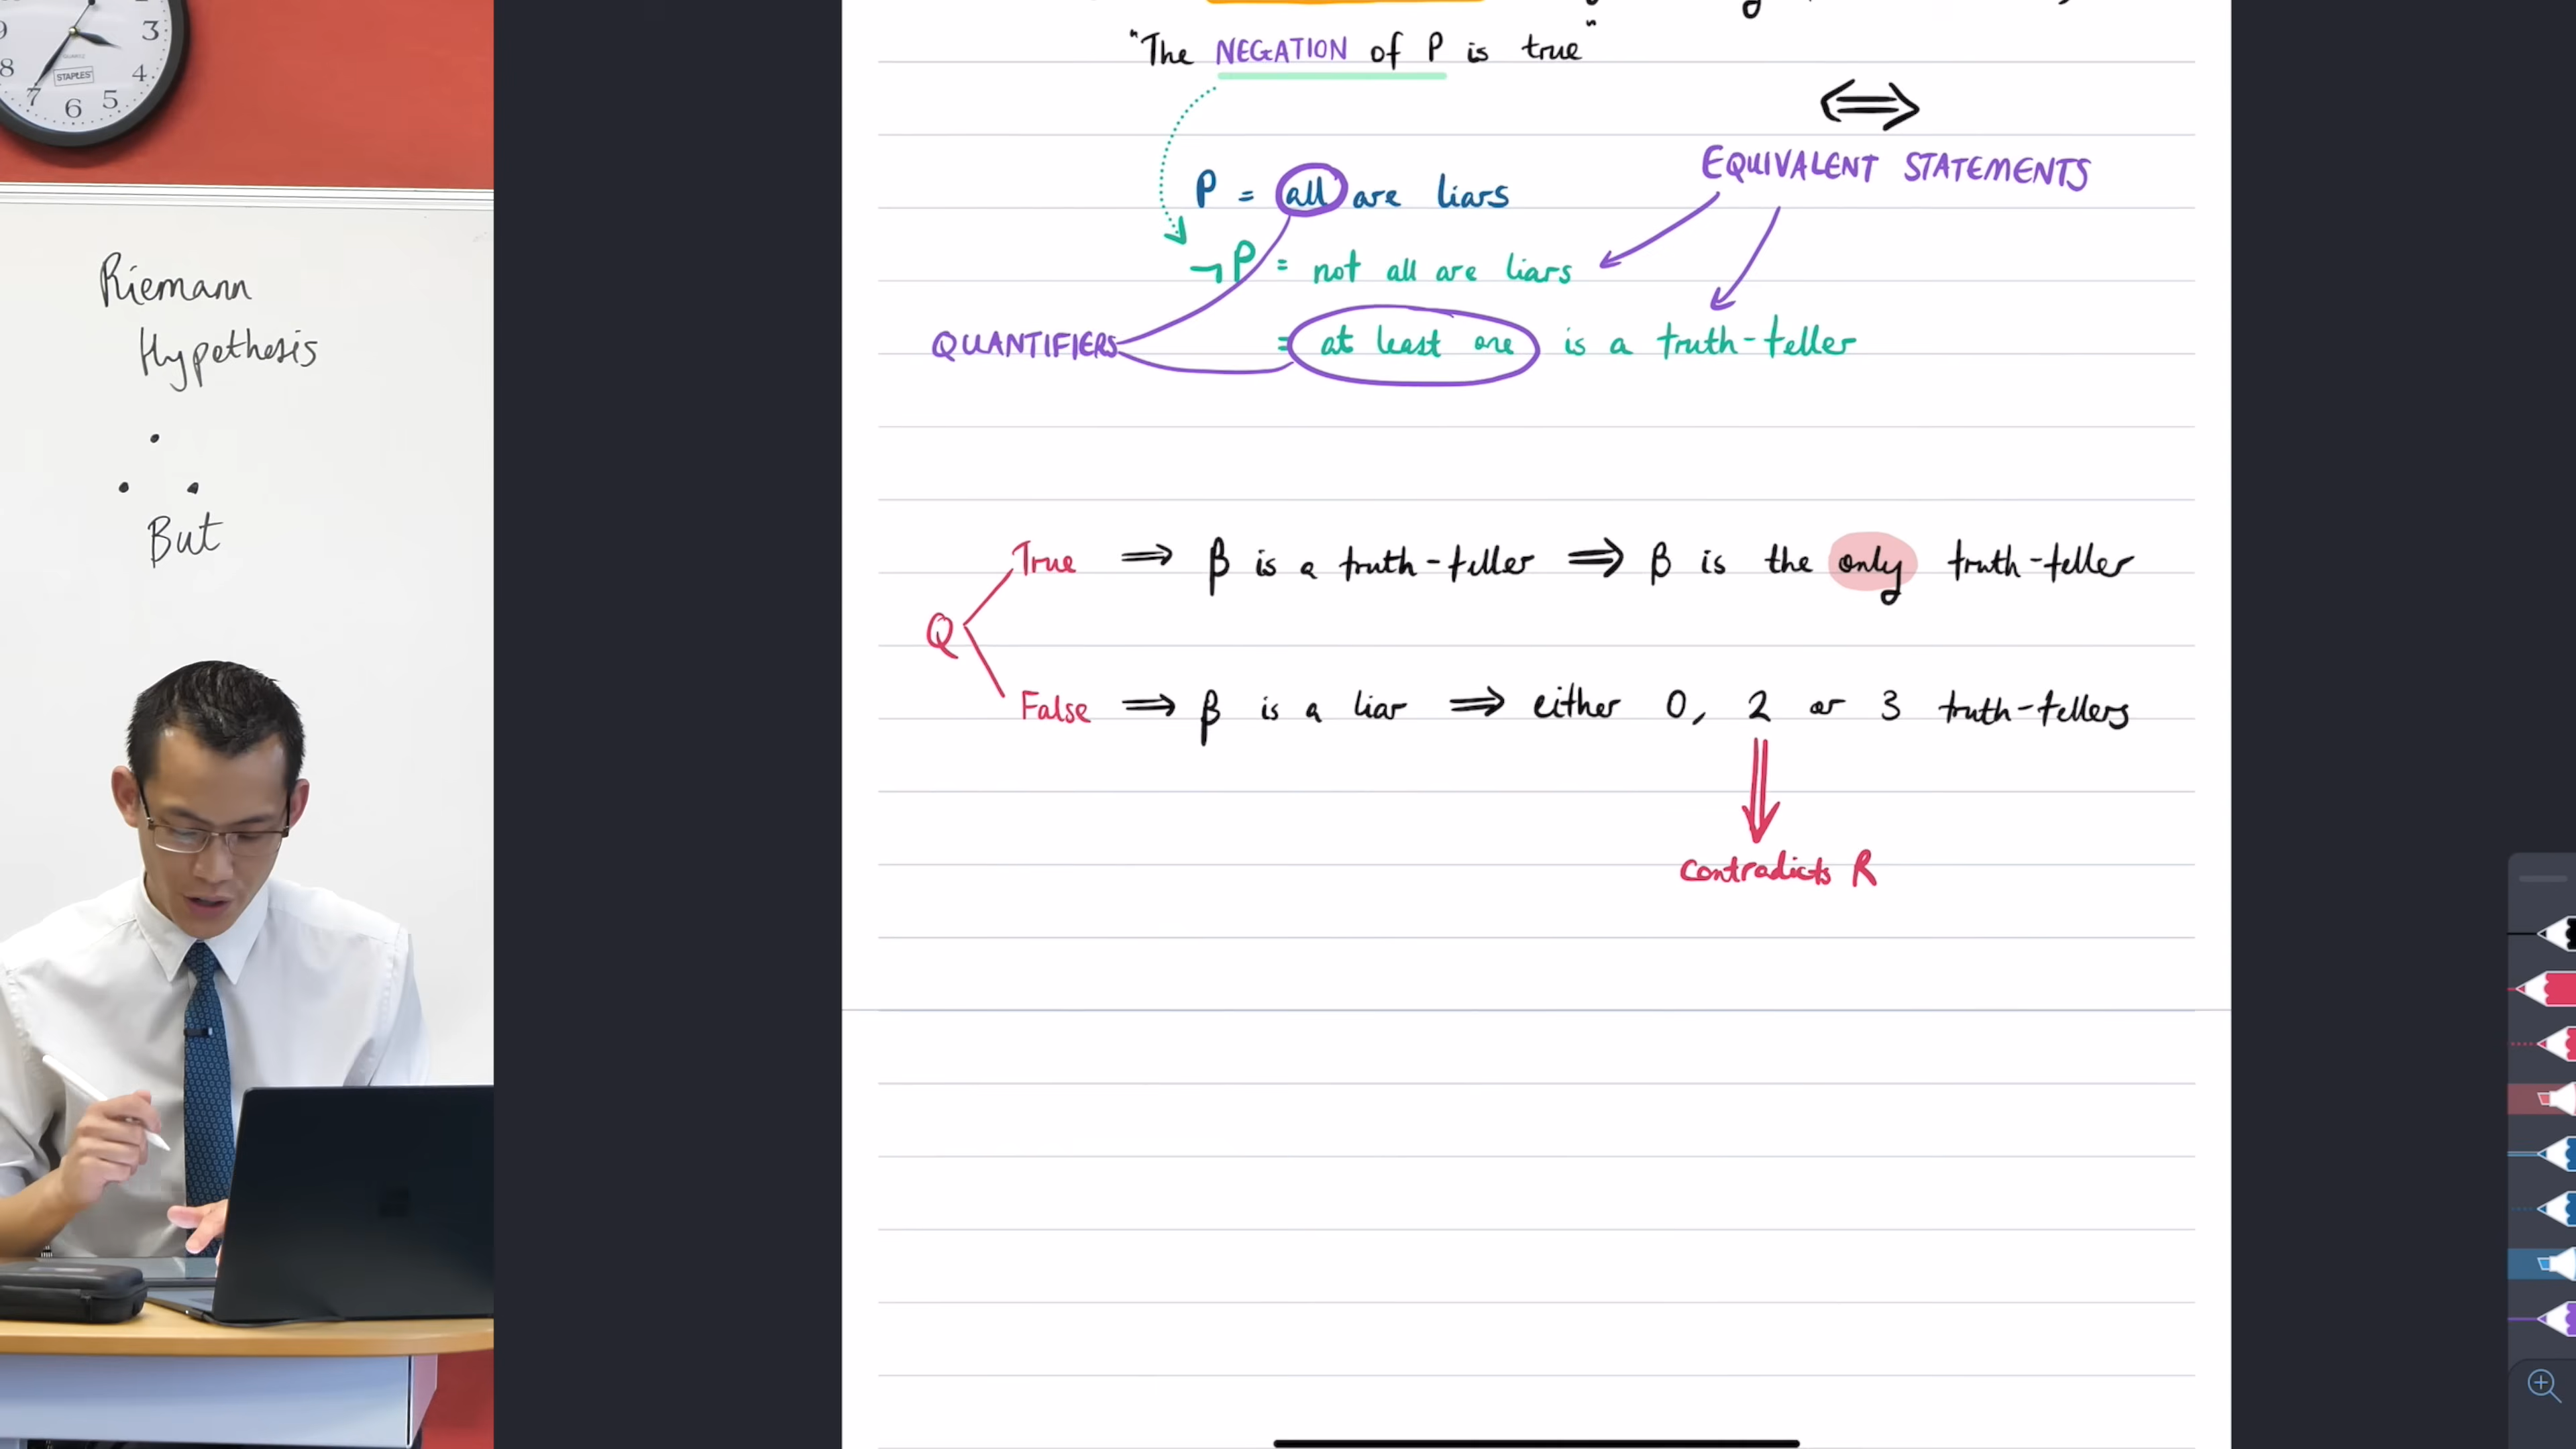 3
4
5
6
7
8
STAPLES
Riemann
Hypothesis
But
"The NEGATION of P is true"
⟺
EQUIVALENT STATEMENTS
P = all are liars
¬P = not all are liars
QUANTIFIERS
= at least one is a truth-teller
True ⟹ β is a truth-teller ⟹ β is the only truth-teller
Q
False ⟹ β is a liar ⟹ either 0, 2 or 3 truth-tellers
contradicts R